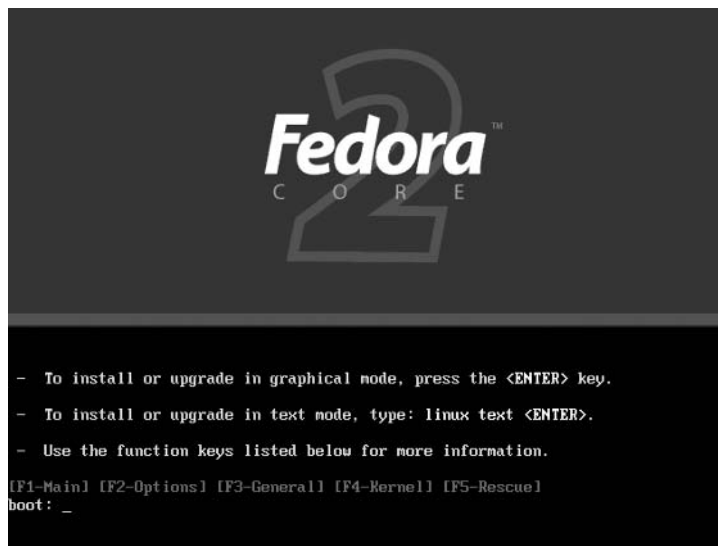 2
Fedora™
CORE
- To install or upgrade in graphical mode, press the <ENTER> key.
- To install or upgrade in text mode, type: linux text <ENTER>.
- Use the function keys listed below for more information.
[F1-Main] [F2-Options] [F3-General] [F4-Kernel] [F5-Rescue]
boot: _